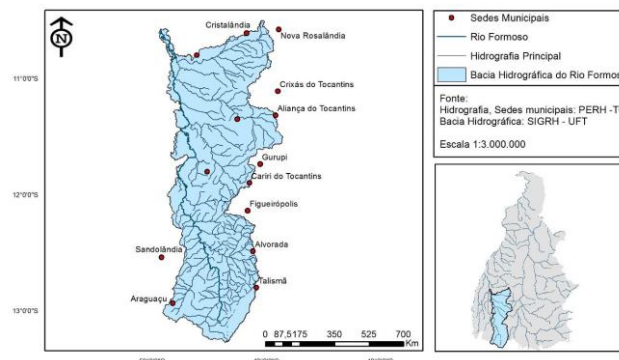 Cristalândia
Nova Rosalândia
Crixás do Tocantins
Aliança do Tocantins
Gurupi
Cariri do Tocantins
Figueirópolis
Alvorada
Sandolândia
Talismã
Araguaçu
11°0'0"S
12°0'0"S
13°0'0"S
N
0 87,5 175 350 525 700
Km
Sedes Municipais
Rio Formoso
Hidrografia Principal
Bacia Hidrográfica do Rio Formos
Fonte:
Hidrografia, Sedes municipais: PERH -T
Bacia Hidrográfica: SIGRH - UFT
Escala 1:3.000.000